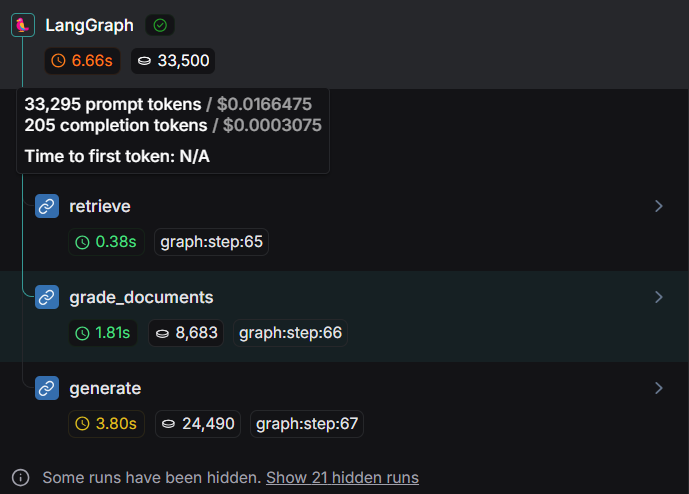 LangGraph
6.66s 33,500
33,295 prompt tokens / $0.0166475
205 completion tokens / $0.0003075
Time to first token: N/A
retrieve
0.38s graph:step:65
grade_documents
1.81s 8,683 graph:step:66
generate
3.80s 24,490 graph:step:67
Some runs have been hidden. Show 21 hidden runs